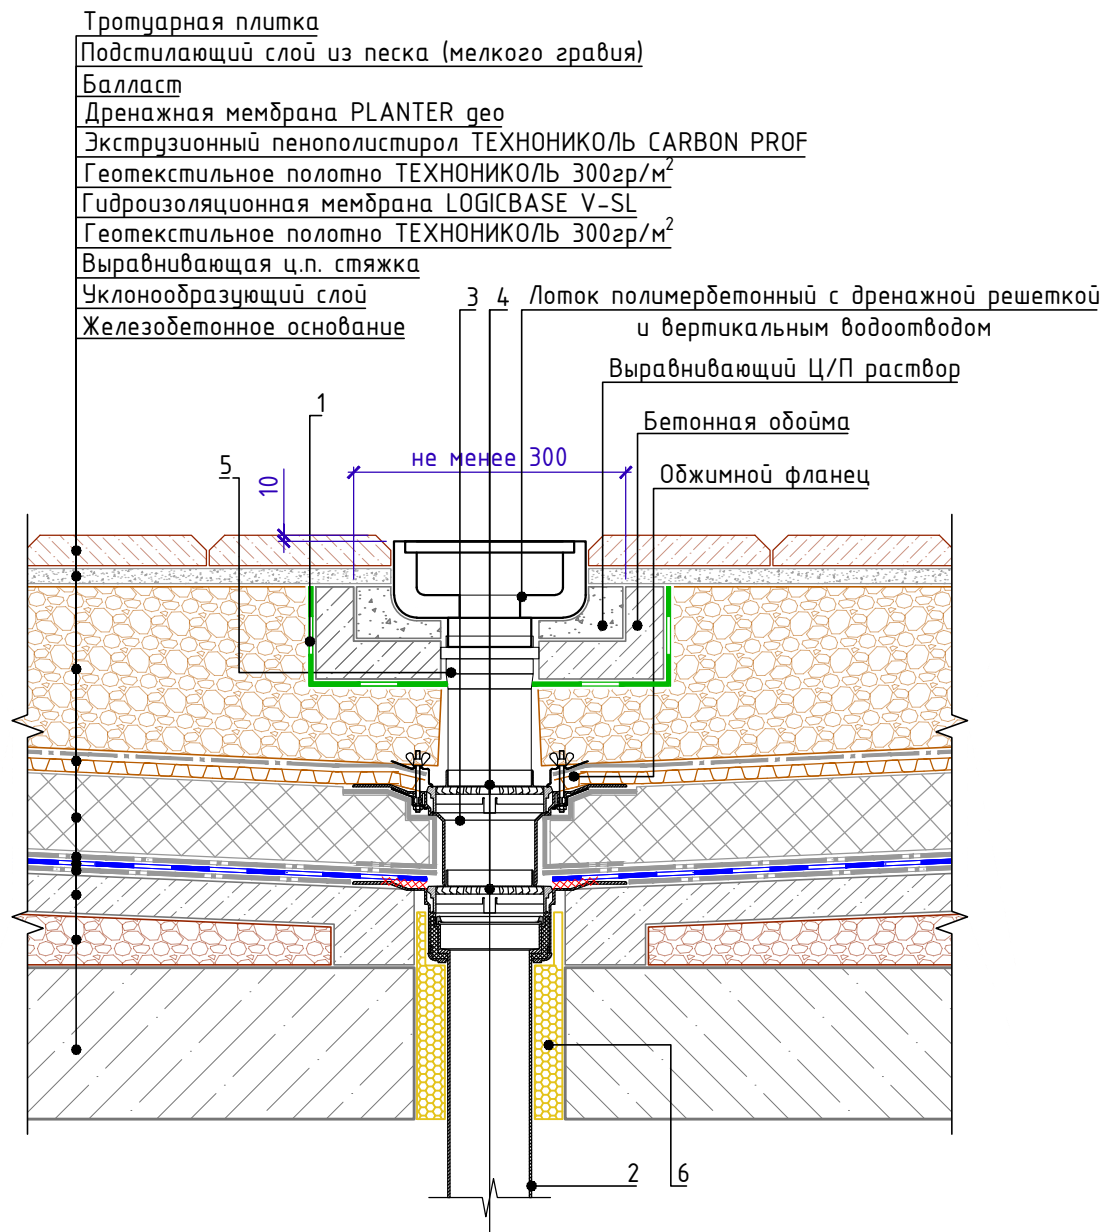 Тротуарная плитка
Подстилающий слой из песка (мелкого гравия)
Балласт
Дренажная мембрана PLANTER geo
Экструзионный пенополистирол ТЕХНОНИКОЛЬ CARBON PROF
Геотекстильное полотно ТЕХНОНИКОЛЬ 300гр/м²
Гидроизоляционная мембрана LOGICBASE V-SL
Геотекстильное полотно ТЕХНОНИКОЛЬ 300гр/м²
Выравнивающая ц.п. стяжка
Уклонообразующий слой
Железобетонное основание
3 4 Лоток полимербетонный с дренажной решеткой
и вертикальным водоотводом
Выравнивающий Ц/П раствор
1
Бетонная обойма
5
не менее 300
Обжимной фланец
10
2
6